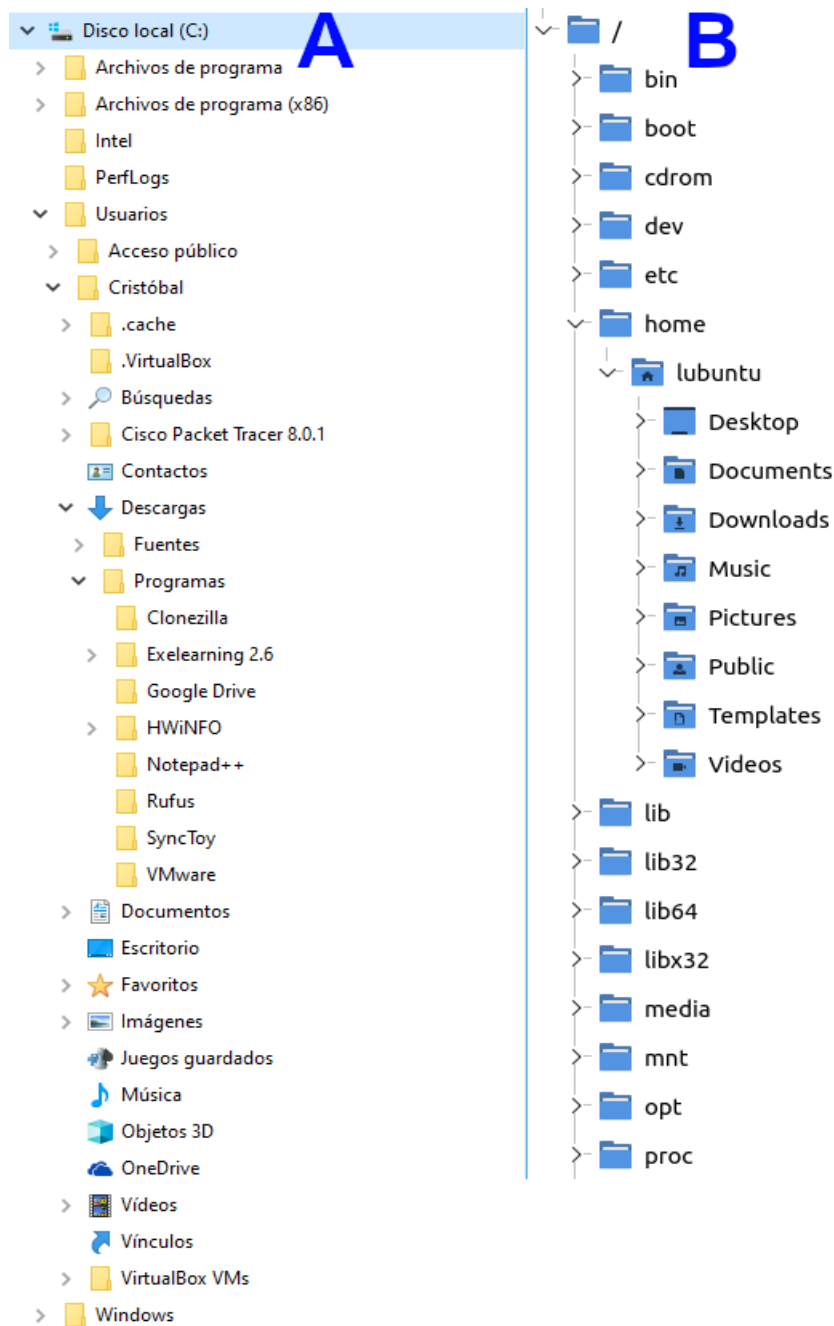 A
Disco local (C:)
Archivos de programa
Archivos de programa (x86)
Intel
PerfLogs
Usuarios
Acceso público
Cristóbal
.cache
.VirtualBox
Búsquedas
Cisco Packet Tracer 8.0.1
Contactos
Descargas
Fuentes
Programas
Clonezilla
Exelearning 2.6
Google Drive
HWiNFO
Notepad++
Rufus
SyncToy
VMware
Documentos
Escritorio
Favoritos
Imágenes
Juegos guardados
Música
Objetos 3D
OneDrive
Vídeos
Vínculos
VirtualBox VMs
Windows
B
/
bin
boot
cdrom
dev
etc
home
lubuntu
Desktop
Documents
Downloads
Music
Pictures
Public
Templates
Videos
lib
lib32
lib64
libx32
media
mnt
opt
proc